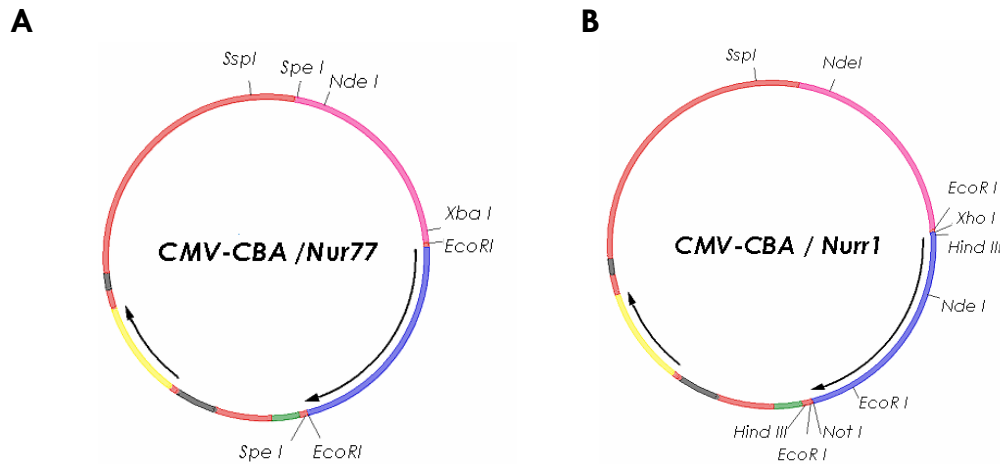 A
SspI
Spe I
Nde I
Xba I
EcoRI
CMV-CBA /Nur77
Spe I
EcoRI
B
SspI
NdeI
EcoR I
Xho I
Hind III
CMV-CBA / Nurr1
Nde I
EcoR I
Hind III
Not I
EcoR I